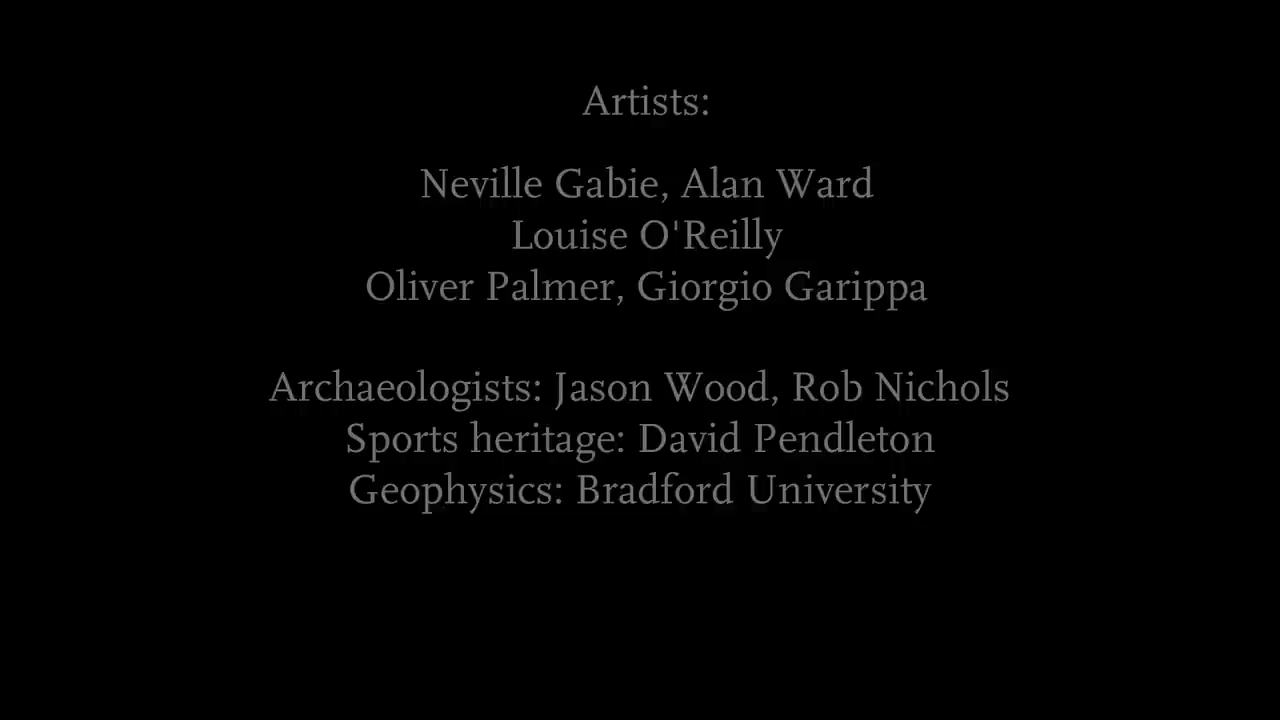 Artists:
Neville Gabie, Alan Ward
Louise O'Reilly
Oliver Palmer, Giorgio Garippa
Archaeologists: Jason Wood, Rob Nichols
Sports heritage: David Pendleton
Geophysics: Bradford University